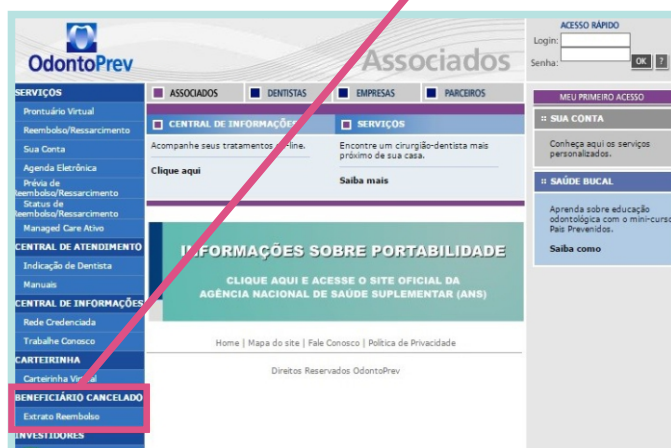 OdontoPrev
Associados
ACESSO RÁPIDO
Login:
Senha:
OK ?
SERVIÇOS
Prontuário Virtual
Reembolso/Ressarcimento
Sua Conta
Agenda Eletrônica
Prévia de
Reembolso/Ressarcimento
Status de
Reembolso/Ressarcimento
Managed Care Ativo
CENTRAL DE ATENDIMENTO
Indicação de Dentista
Manuais
CENTRAL DE INFORMAÇÕES
Rede Credenciada
Trabalhe Conosco
CARTEIRINHA
Carteirinha Virtual
BENEFICIÁRIO CANCELADO
Extrato Reembolso
INVESTIDORES
ASSOCIADOS
DENTISTAS
EMPRESAS
PARCEIROS
CENTRAL DE INFORMAÇÕES
Acompanhe seus tratamentos on-line.
Clique aqui
SERVIÇOS
Encontre um cirurgião-dentista mais
próximo de sua casa.
Saiba mais
INFORMAÇÕES SOBRE PORTABILIDADE
CLIQUE AQUI E ACESSE O SITE OFICIAL DA
AGÊNCIA NACIONAL DE SAÚDE SUPLEMENTAR (ANS)
Home | Mapa do site | Fale Conosco | Política de Privacidade
Direitos Reservados OdontoPrev
MEU PRIMEIRO ACESSO
:: SUA CONTA
Conheça aqui os serviços
personalizados.
:: SAÚDE BUCAL
Aprenda sobre educação
odontológica com o mini-curso
Pais Prevenidos.
Saiba como